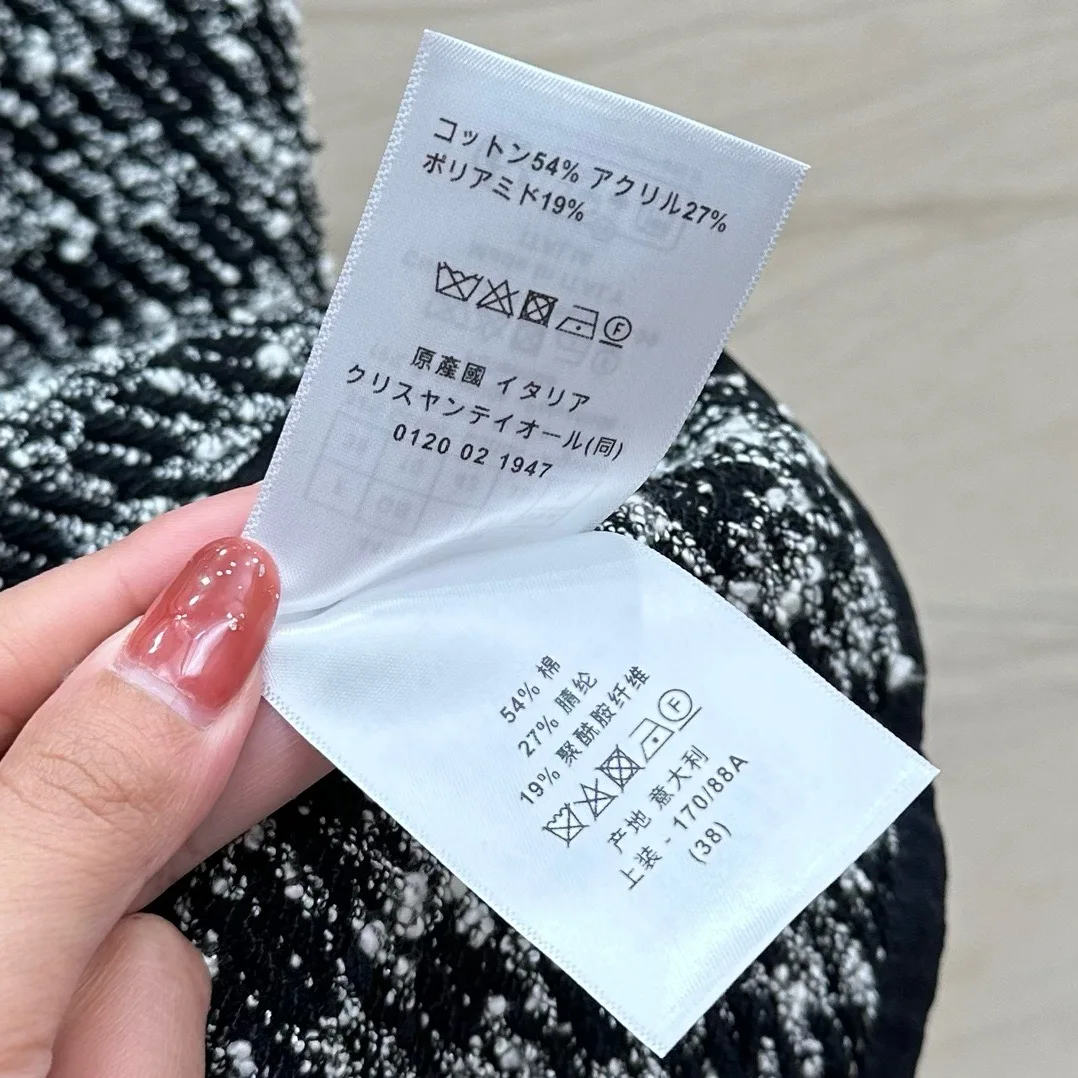 コットン54% アクリル27%
ポリアミド19%
F
原產國 イタリア
クリスヤンテイオール(同)
0120 02 1947
54% 棉
27% 腈纶
19% 聚酰胺纤维
F
产地 意大利
上装 - 170/88A
(38)